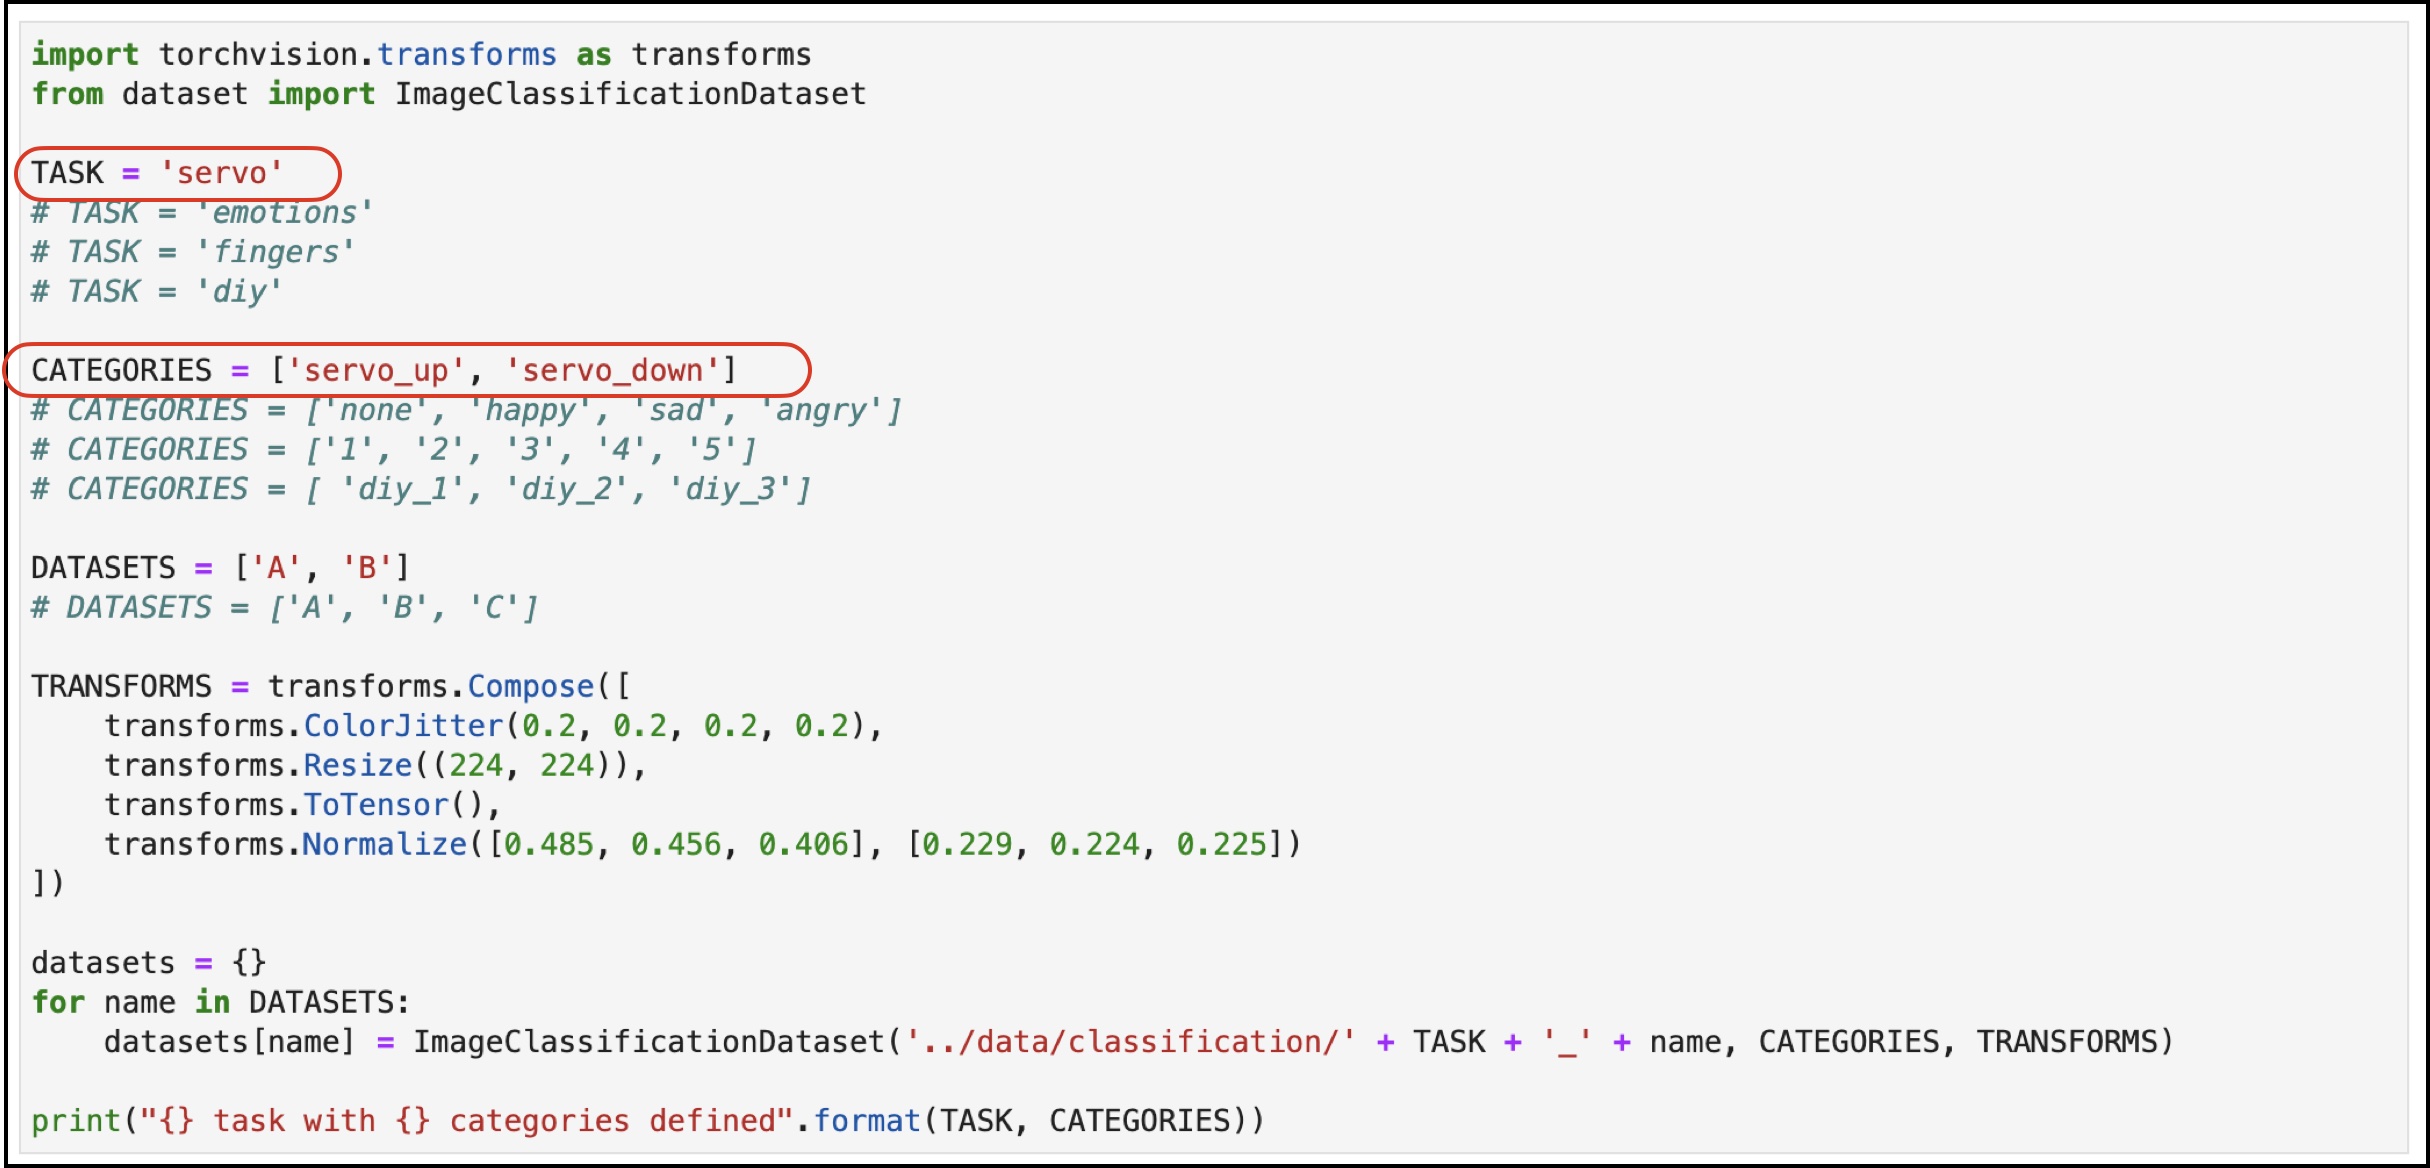 import torchvision.transforms as transforms
from dataset import ImageClassificationDataset
TASK = 'servo'
# TASK = 'emotions'
# TASK = 'fingers'
# TASK = 'diy'
CATEGORIES = ['servo_up', 'servo_down']
# CATEGORIES = ['none', 'happy', 'sad', 'angry']
# CATEGORIES = ['1', '2', '3', '4', '5']
# CATEGORIES = [ 'diy_1', 'diy_2', 'diy_3']
DATASETS = ['A', 'B']
# DATASETS = ['A', 'B', 'C']
TRANSFORMS = transforms.Compose([
    transforms.ColorJitter(0.2, 0.2, 0.2, 0.2),
    transforms.Resize((224, 224)),
    transforms.ToTensor(),
    transforms.Normalize([0.485, 0.456, 0.406], [0.229, 0.224, 0.225])
])
datasets = {}
for name in DATASETS:
    datasets[name] = ImageClassificationDataset('../data/classification/' + TASK + '_' + name, CATEGORIES, TRANSFORMS)
print("{} task with {} categories defined".format(TASK, CATEGORIES))